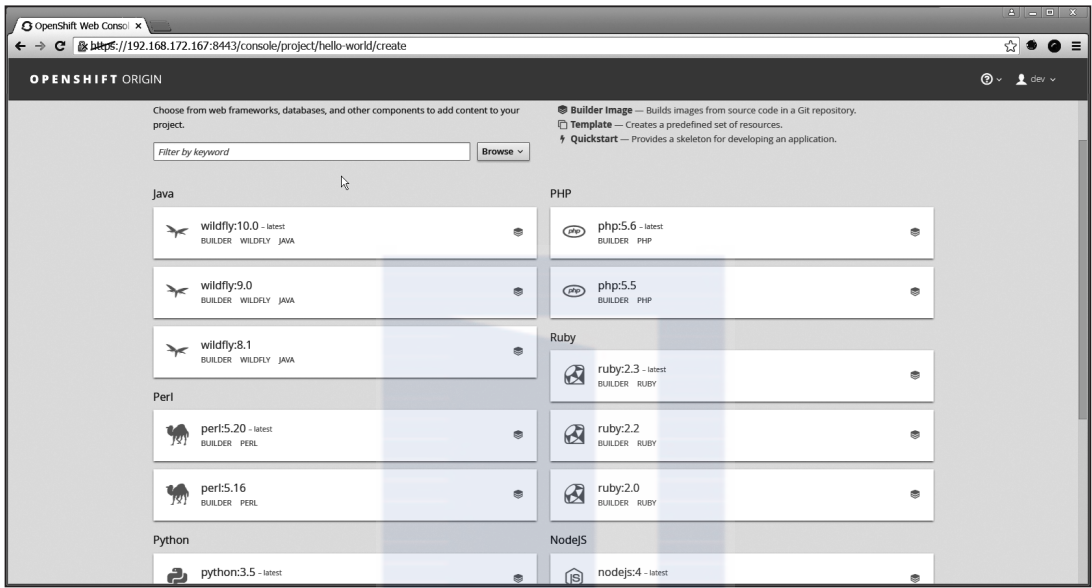 OpenShift Web Consol
https://192.168.172.167:8443/console/project/hello-world/create
OPENSHIFT ORIGIN
dev
Choose from web frameworks, databases, and other components to add content to your
project.
Filter by keyword
Browse
Builder Image — Builds images from source code in a Git repository.
Template — Creates a predefined set of resources.
Quickstart — Provides a skeleton for developing an application.
Java
wildfly:10.0 – latest
BUILDER WILDFLY JAVA
wildfly:9.0
BUILDER WILDFLY JAVA
wildfly:8.1
BUILDER WILDFLY JAVA
Perl
perl:5.20 – latest
BUILDER PERL
perl:5.16
BUILDER PERL
Python
python:3.5 – latest
PHP
php
php:5.6 – latest
BUILDER PHP
php
php:5.5
BUILDER PHP
Ruby
ruby:2.3 – latest
BUILDER RUBY
ruby:2.2
BUILDER RUBY
ruby:2.0
BUILDER RUBY
NodeJS
JS
nodejs:4 – latest